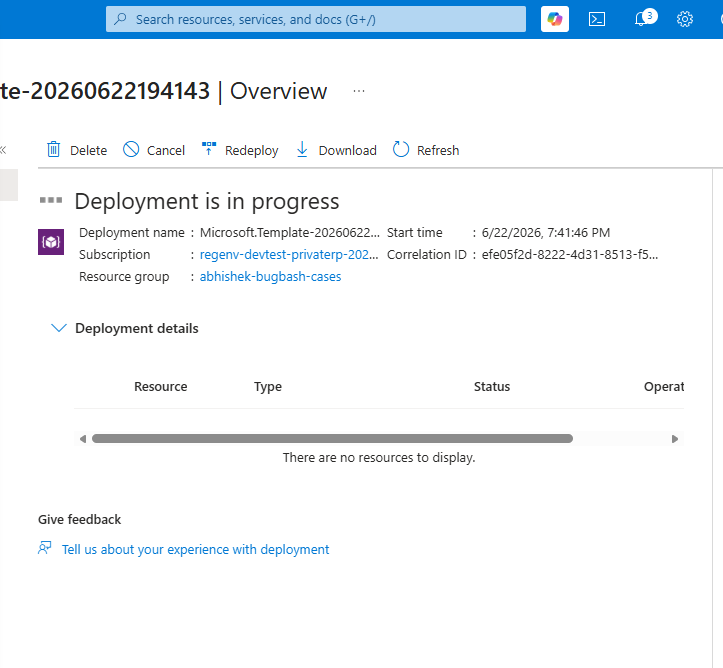 Search resources, services, and docs (G+/)
3
te-20260622194143 | Overview ...
Delete Cancel Redeploy Download Refresh
Deployment is in progress
Deployment name : Microsoft.Template-20260622... Start time : 6/22/2026, 7:41:46 PM
Subscription : regenv-devtest-privaterp-202... Correlation ID : efe05f2d-8222-4d31-8513-f5...
Resource group : abhishek-bugbash-cases
Deployment details
Resource Type Status Operat
There are no resources to display.
Give feedback
Tell us about your experience with deployment